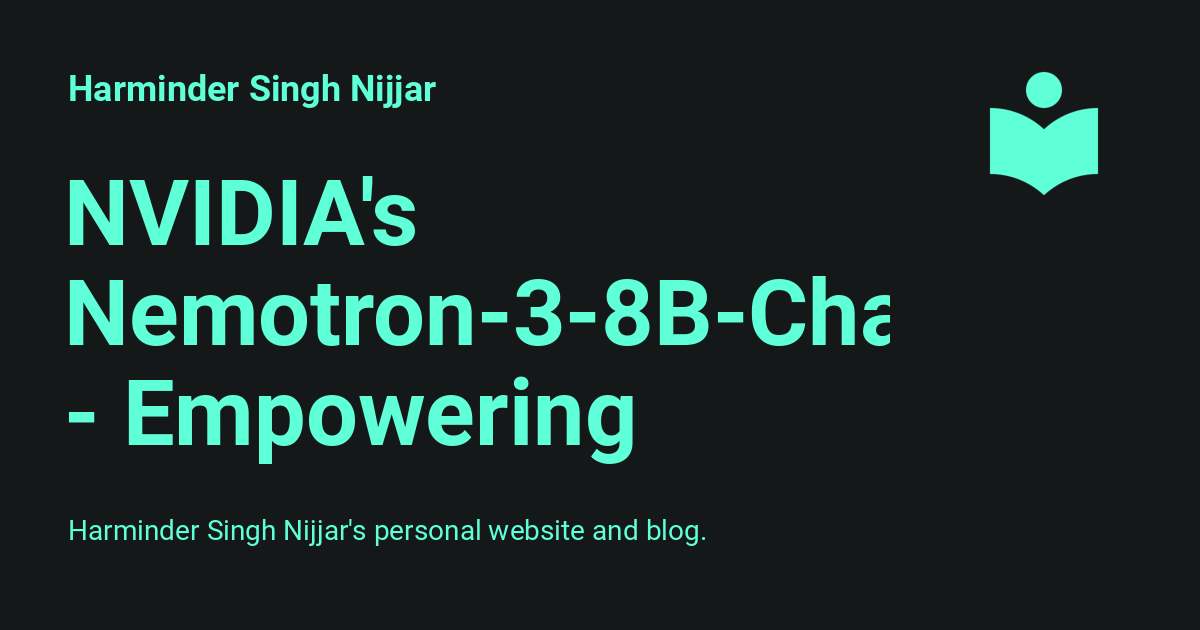 Harminder Singh Nijjar
NVIDIA's
Nemotron-3-8B-Cha
- Empowering
Harminder Singh Nijjar's personal website and blog.